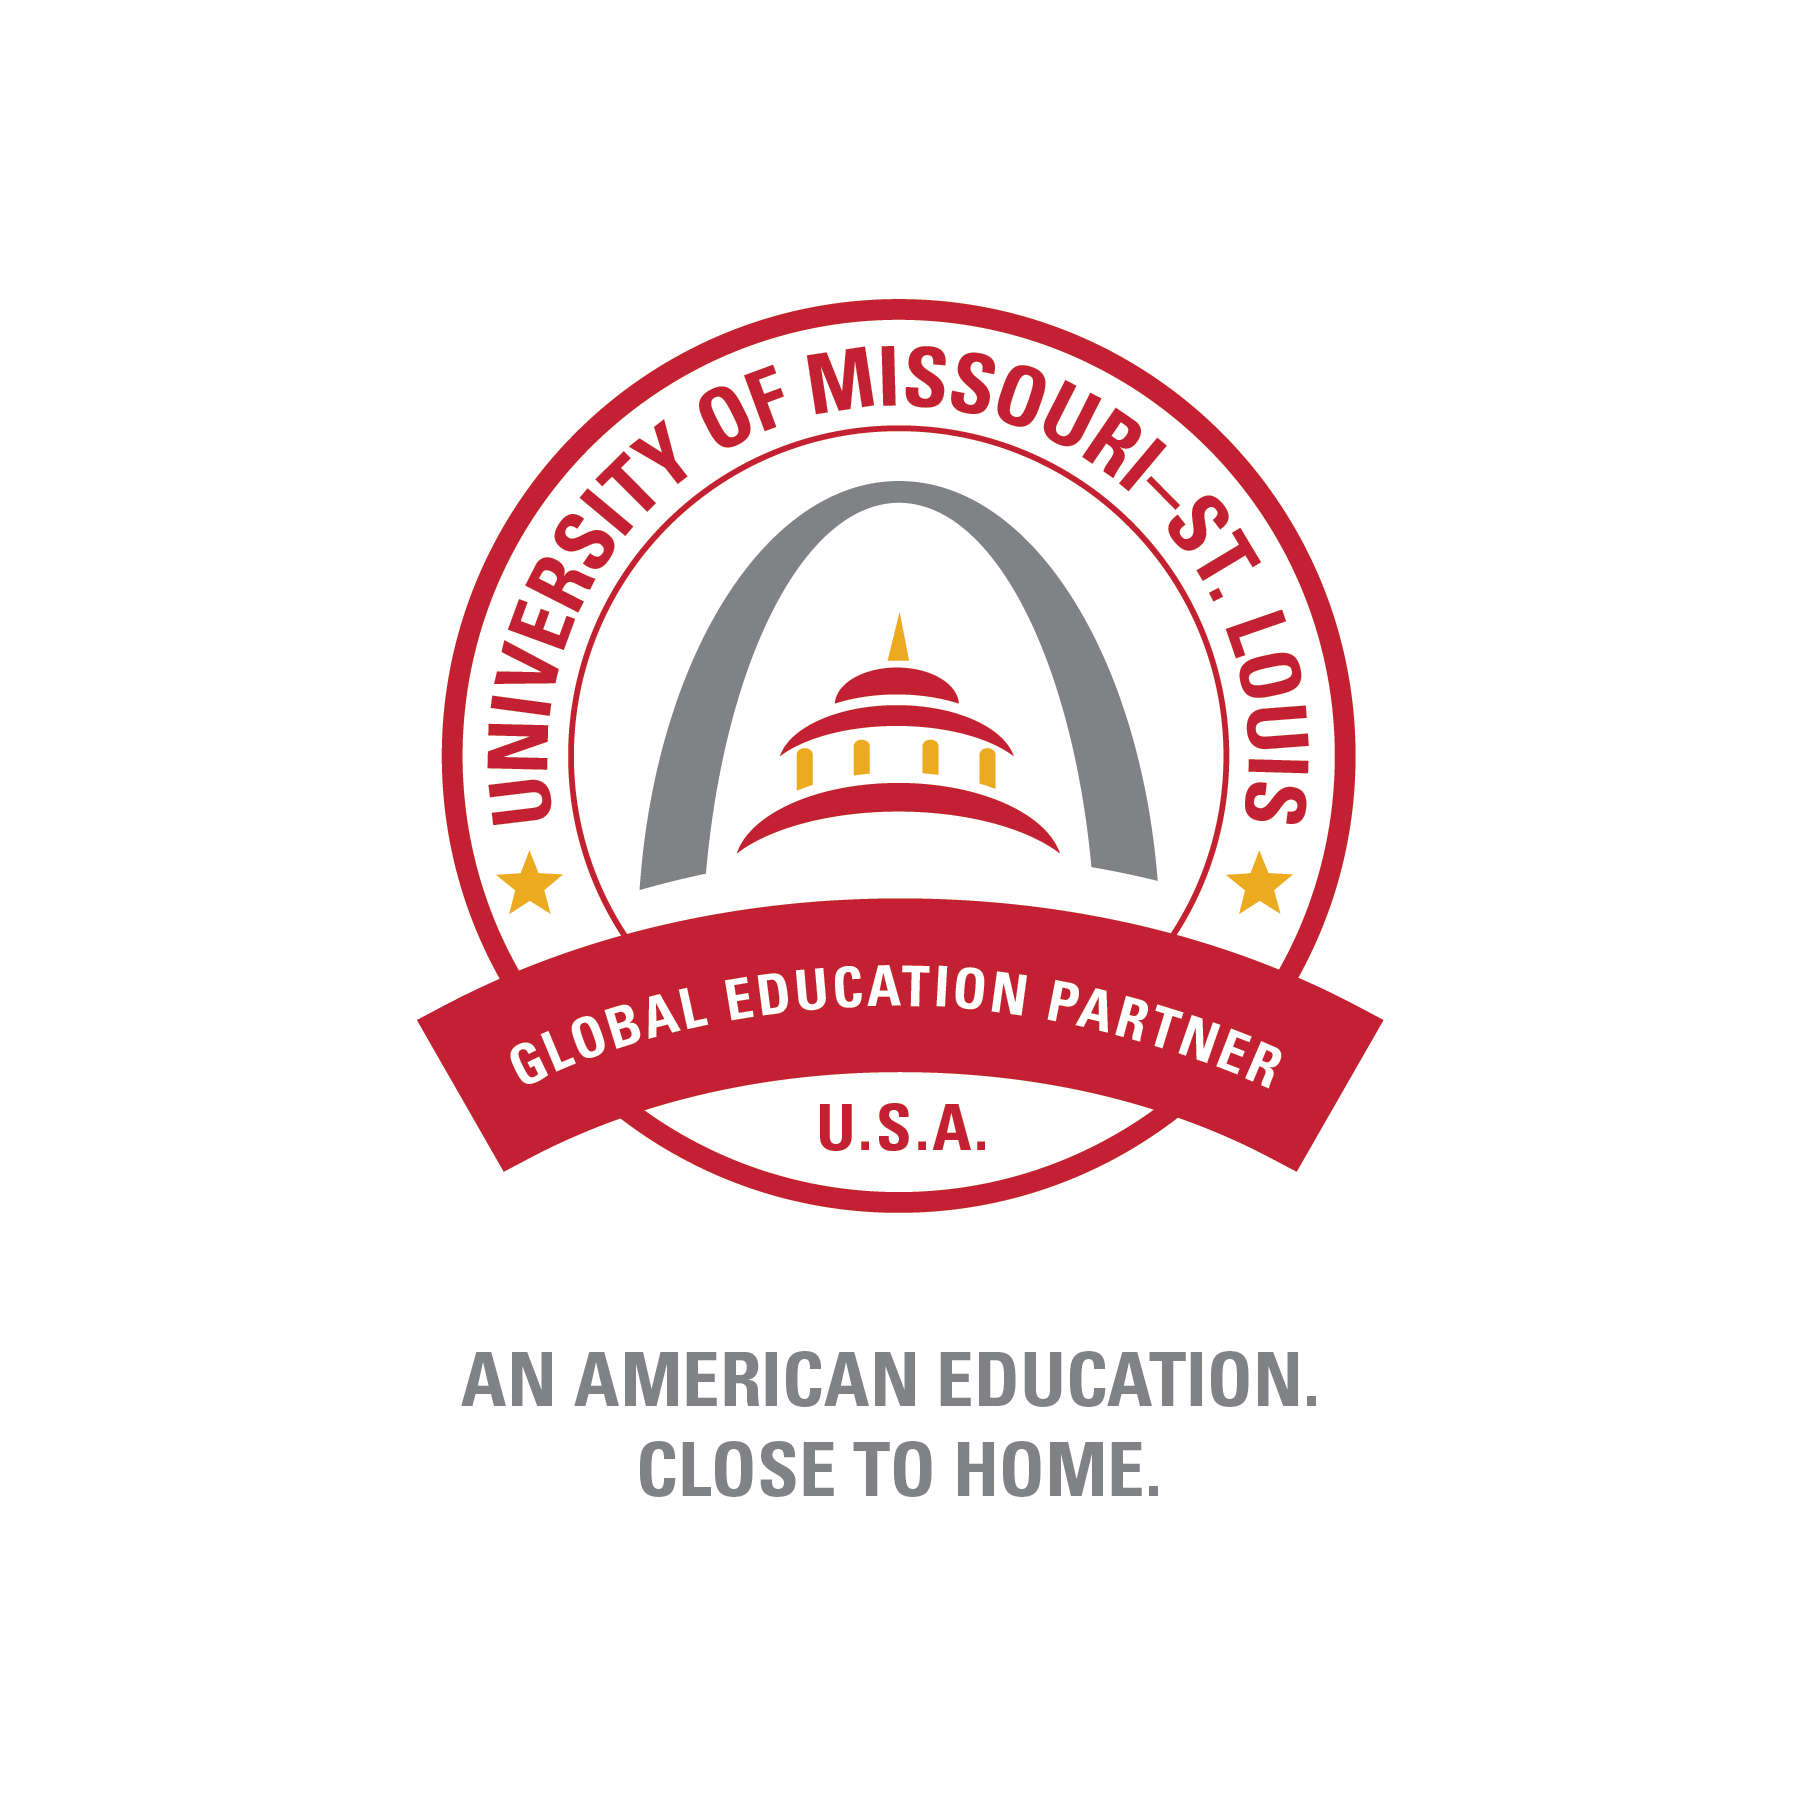 UNIVERSITY OF MISSOURI–ST. LOUIS
GLOBAL EDUCATION PARTNER
U.S.A.
AN AMERICAN EDUCATION.
CLOSE TO HOME.